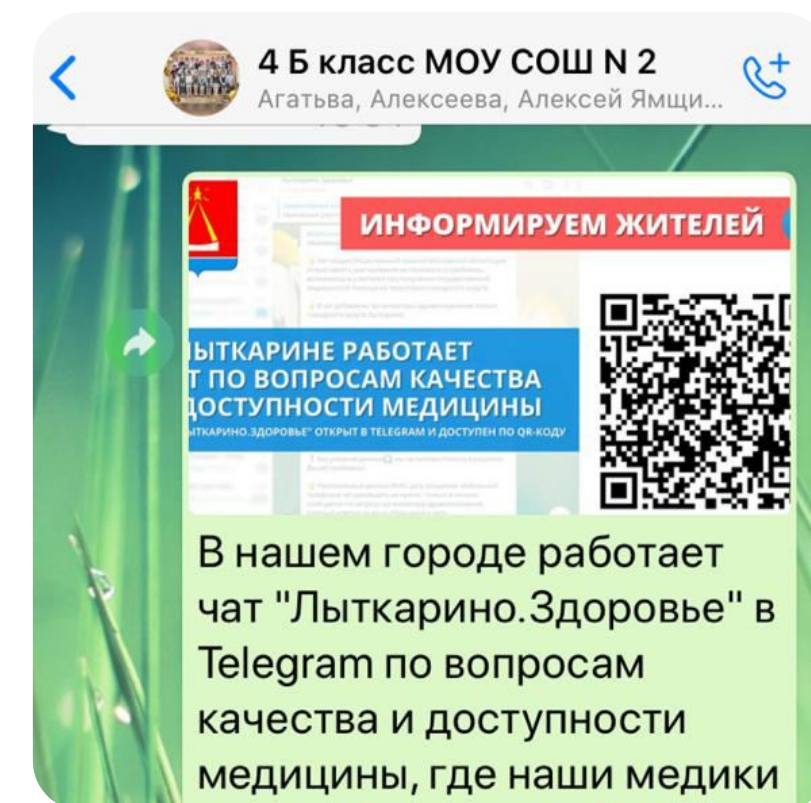 4 Б класс МОУ СОШ N 2
Агатьва, Алексеева, Алексей Ямщи...
ИНФОРМИРУЕМ ЖИТЕЛЕЙ
ЫТКАРИНЕ РАБОТАЕТ
Т ПО ВОПРОСАМ КАЧЕСТВА
ДОСТУПНОСТИ МЕДИЦИНЫ
ЫТКАРИНО.ЗДОРОВЬЕ" ОТКРЫТ В TELEGRAM И ДОСТУПЕН ПО QR-КОДУ
В нашем городе работает
чат "Лыткарино.Здоровье" в
Telegram по вопросам
качества и доступности
медицины, где наши медики